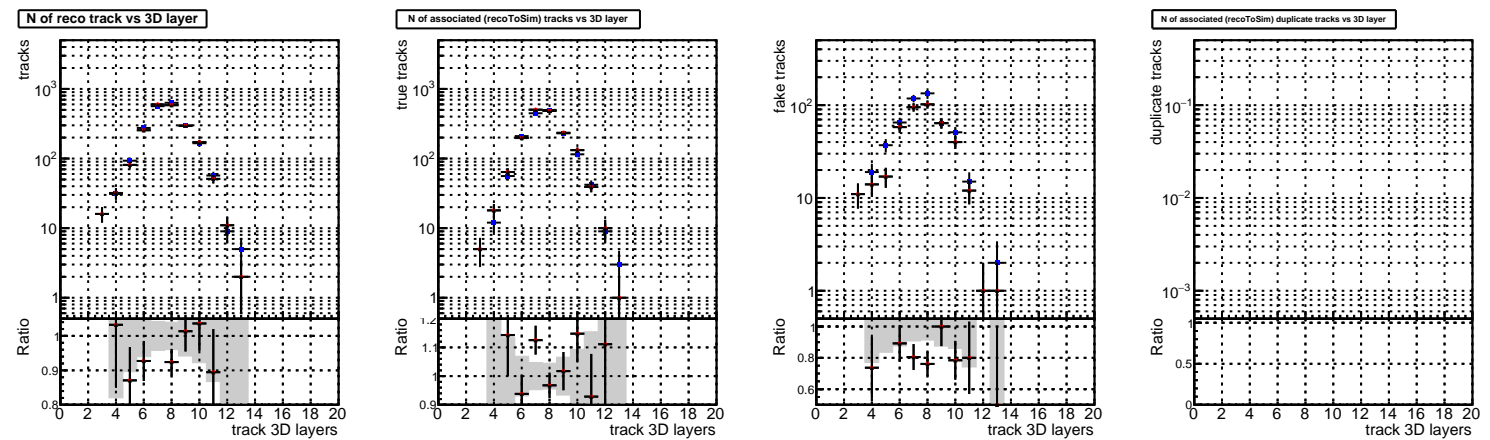 N of reco track vs 3D layer
tracks
10³
10²
10
1
Ratio
1
0.9
0.8
0 2 4 6 8 10 12 14 16 18 20
track 3D layers
N of associated (recoToSim) tracks vs 3D layer
true tracks
10³
10²
10
1
Ratio
1.2
1.1
1
0.9
0 2 4 6 8 10 12 14 16 18 20
track 3D layers
fake tracks
10²
10
1
Ratio
1
0.8
0.6
0 2 4 6 8 10 12 14 16 18 20
track 3D layers
N of associated (recoToSim) duplicate tracks vs 3D layer
duplicate tracks
10⁻¹
10⁻²
10⁻³
Ratio
1
0.5
0
0 2 4 6 8 10 12 14 16 18 20
track 3D layers